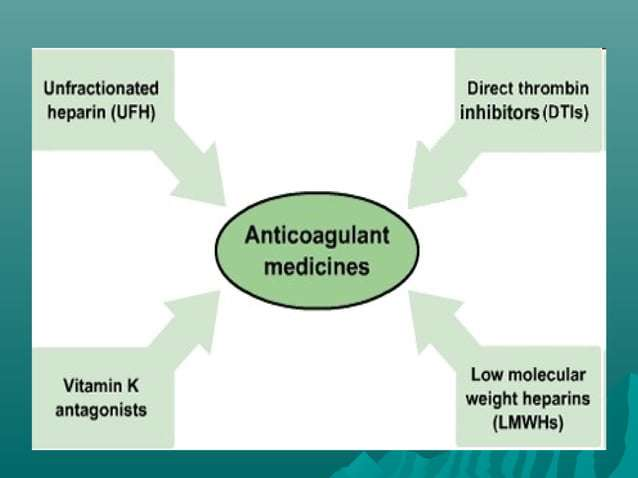 Unfractionated
heparin (UFH)
Direct thrombin
inhibitors (DTIs)
Anticoagulant
medicines
Vitamin K
antagonists
Low molecular
weight heparins
(LMWHs)